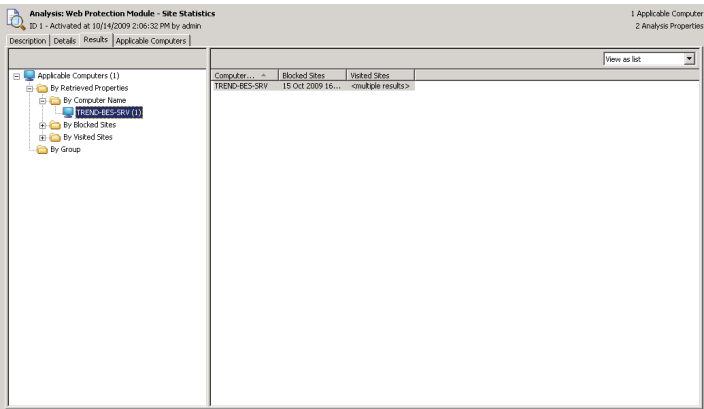 Analysis: Web Protection Module - Site Statistics
1 Applicable Computer
ID 1 - Activated at 10/14/2009 2:06:32 PM by admin
2 Analysis Properties
Description Details Results Applicable Computers
View as list
Applicable Computers (1)
By Retrieved Properties
By Computer Name
TREND-BES-SRV (1)
By Blocked Sites
By Visited Sites
By Group
Computer... Blocked Sites Visited Sites
TREND-BES-SRV 15 Oct 2009 16... <multiple results>